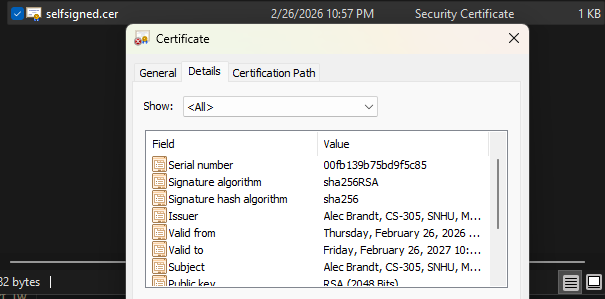 selfsigned.cer 2/26/2026 10:57 PM Security Certificate 1 KB
Certificate
General Details Certification Path
Show: <All>
Field Value
Serial number 00fb139b75bd9f5c85
Signature algorithm sha256RSA
Signature hash algorithm sha256
Issuer Alec Brandt, CS-305, SNHU, M...
Valid from Thursday, February 26, 2026 ...
Valid to Friday, February 26, 2027 10:...
Subject Alec Brandt, CS-305, SNHU, M...
Public key RSA (2048 Bits)
bytes